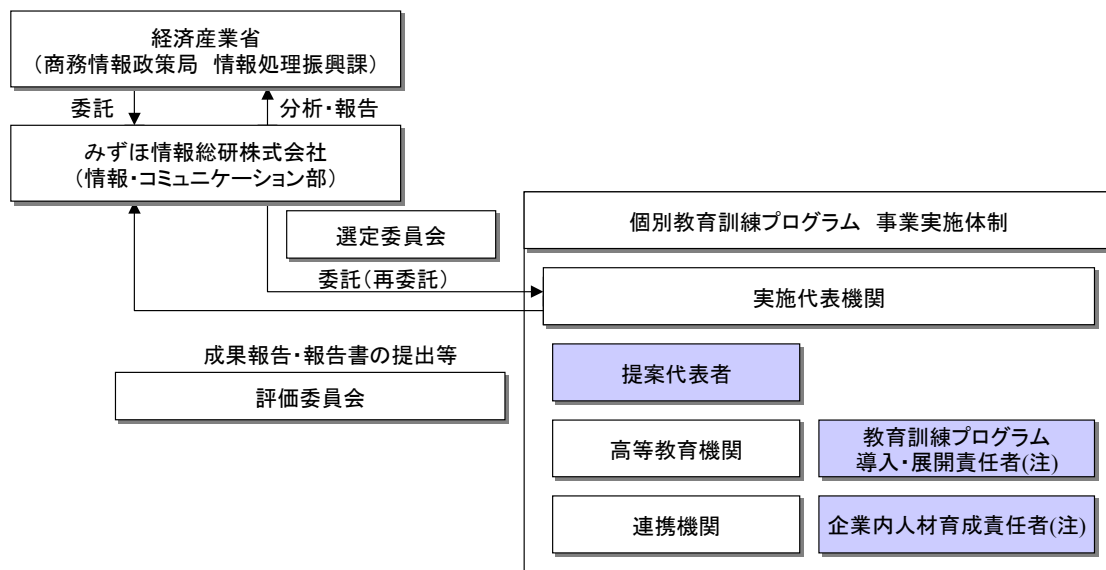 経済産業省
(商務情報政策局 情報処理振興課)
委託
分析・報告
みずほ情報総研株式会社
(情報・コミュニケーション部)
選定委員会
個別教育訓練プログラム 事業実施体制
委託(再委託)
実施代表機関
成果報告・報告書の提出等
評価委員会
提案代表者
高等教育機関
教育訓練プログラム
導入・展開責任者(注)
連携機関
企業内人材育成責任者(注)